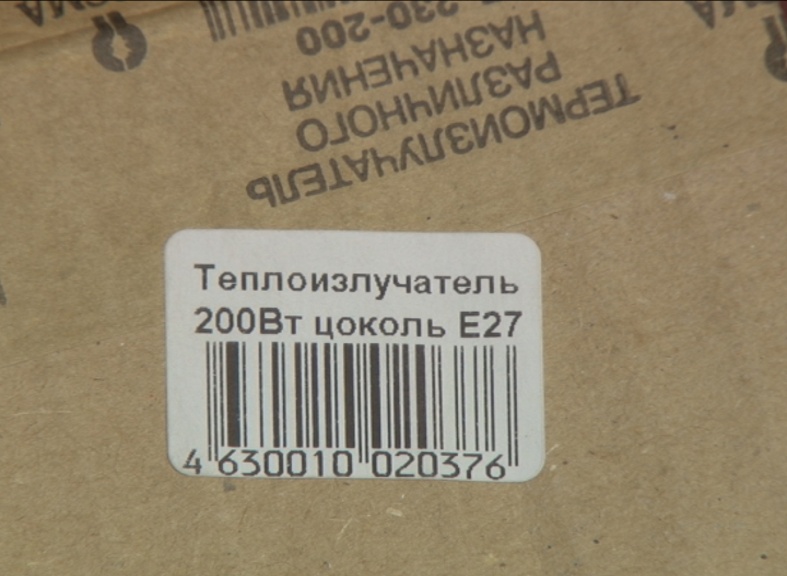 ТЕРМОИЗЛУЧАТЕЛЬ
РАЗЛИЧНОГО
НАЗНАЧЕНИЯ
230-200
Теплоизлучатель
200Вт цоколь Е27
4 630010 020376